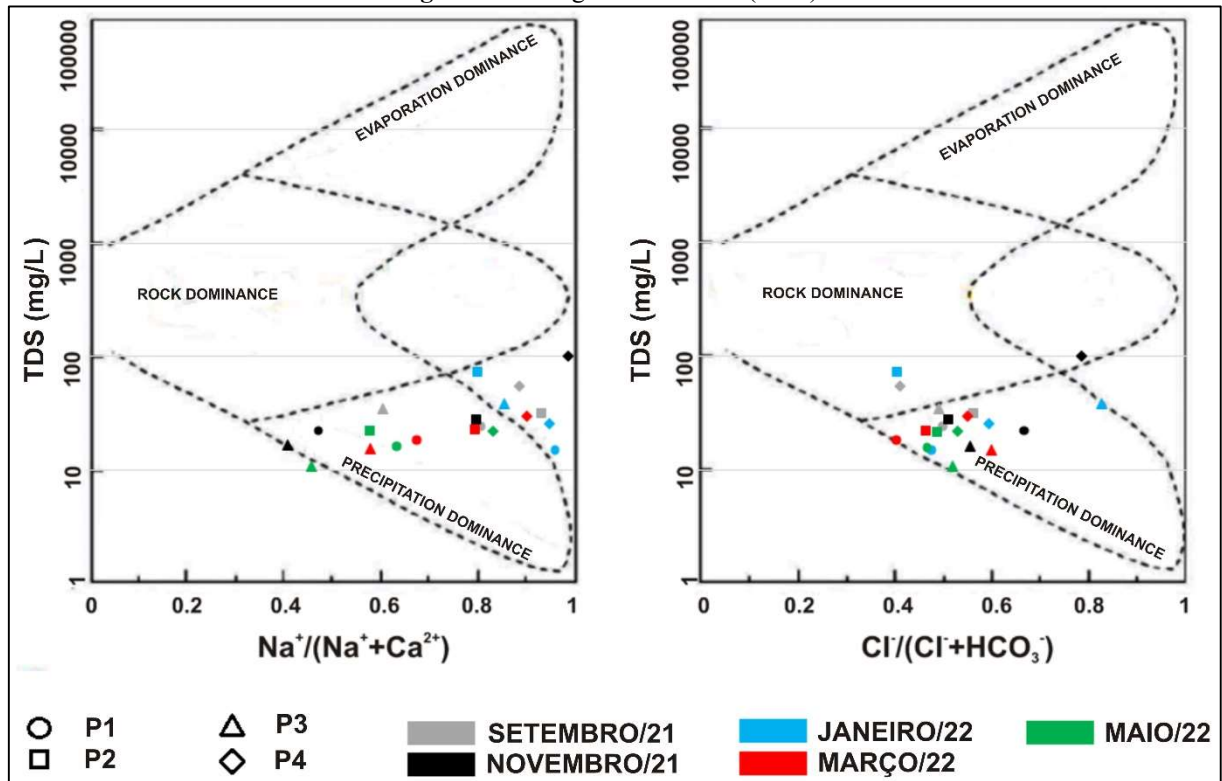 100000
10000
1000
100
10
1
TDS (mg/L)
EVAPORATION DOMINANCE
ROCK DOMINANCE
PRECIPITATION DOMINANCE
0 0.2 0.4 0.6 0.8 1
Na⁺/(Na⁺+Ca²⁺)
100000
10000
1000
100
10
1
TDS (mg/L)
EVAPORATION DOMINANCE
ROCK DOMINANCE
PRECIPITATION DOMINANCE
0 0.2 0.4 0.6 0.8 1
Cl⁻/(Cl⁻+HCO₃⁻)
P1 P3 SETEMBRO/21 JANEIRO/22 MAIO/22
P2 P4 NOVEMBRO/21 MARÇO/22